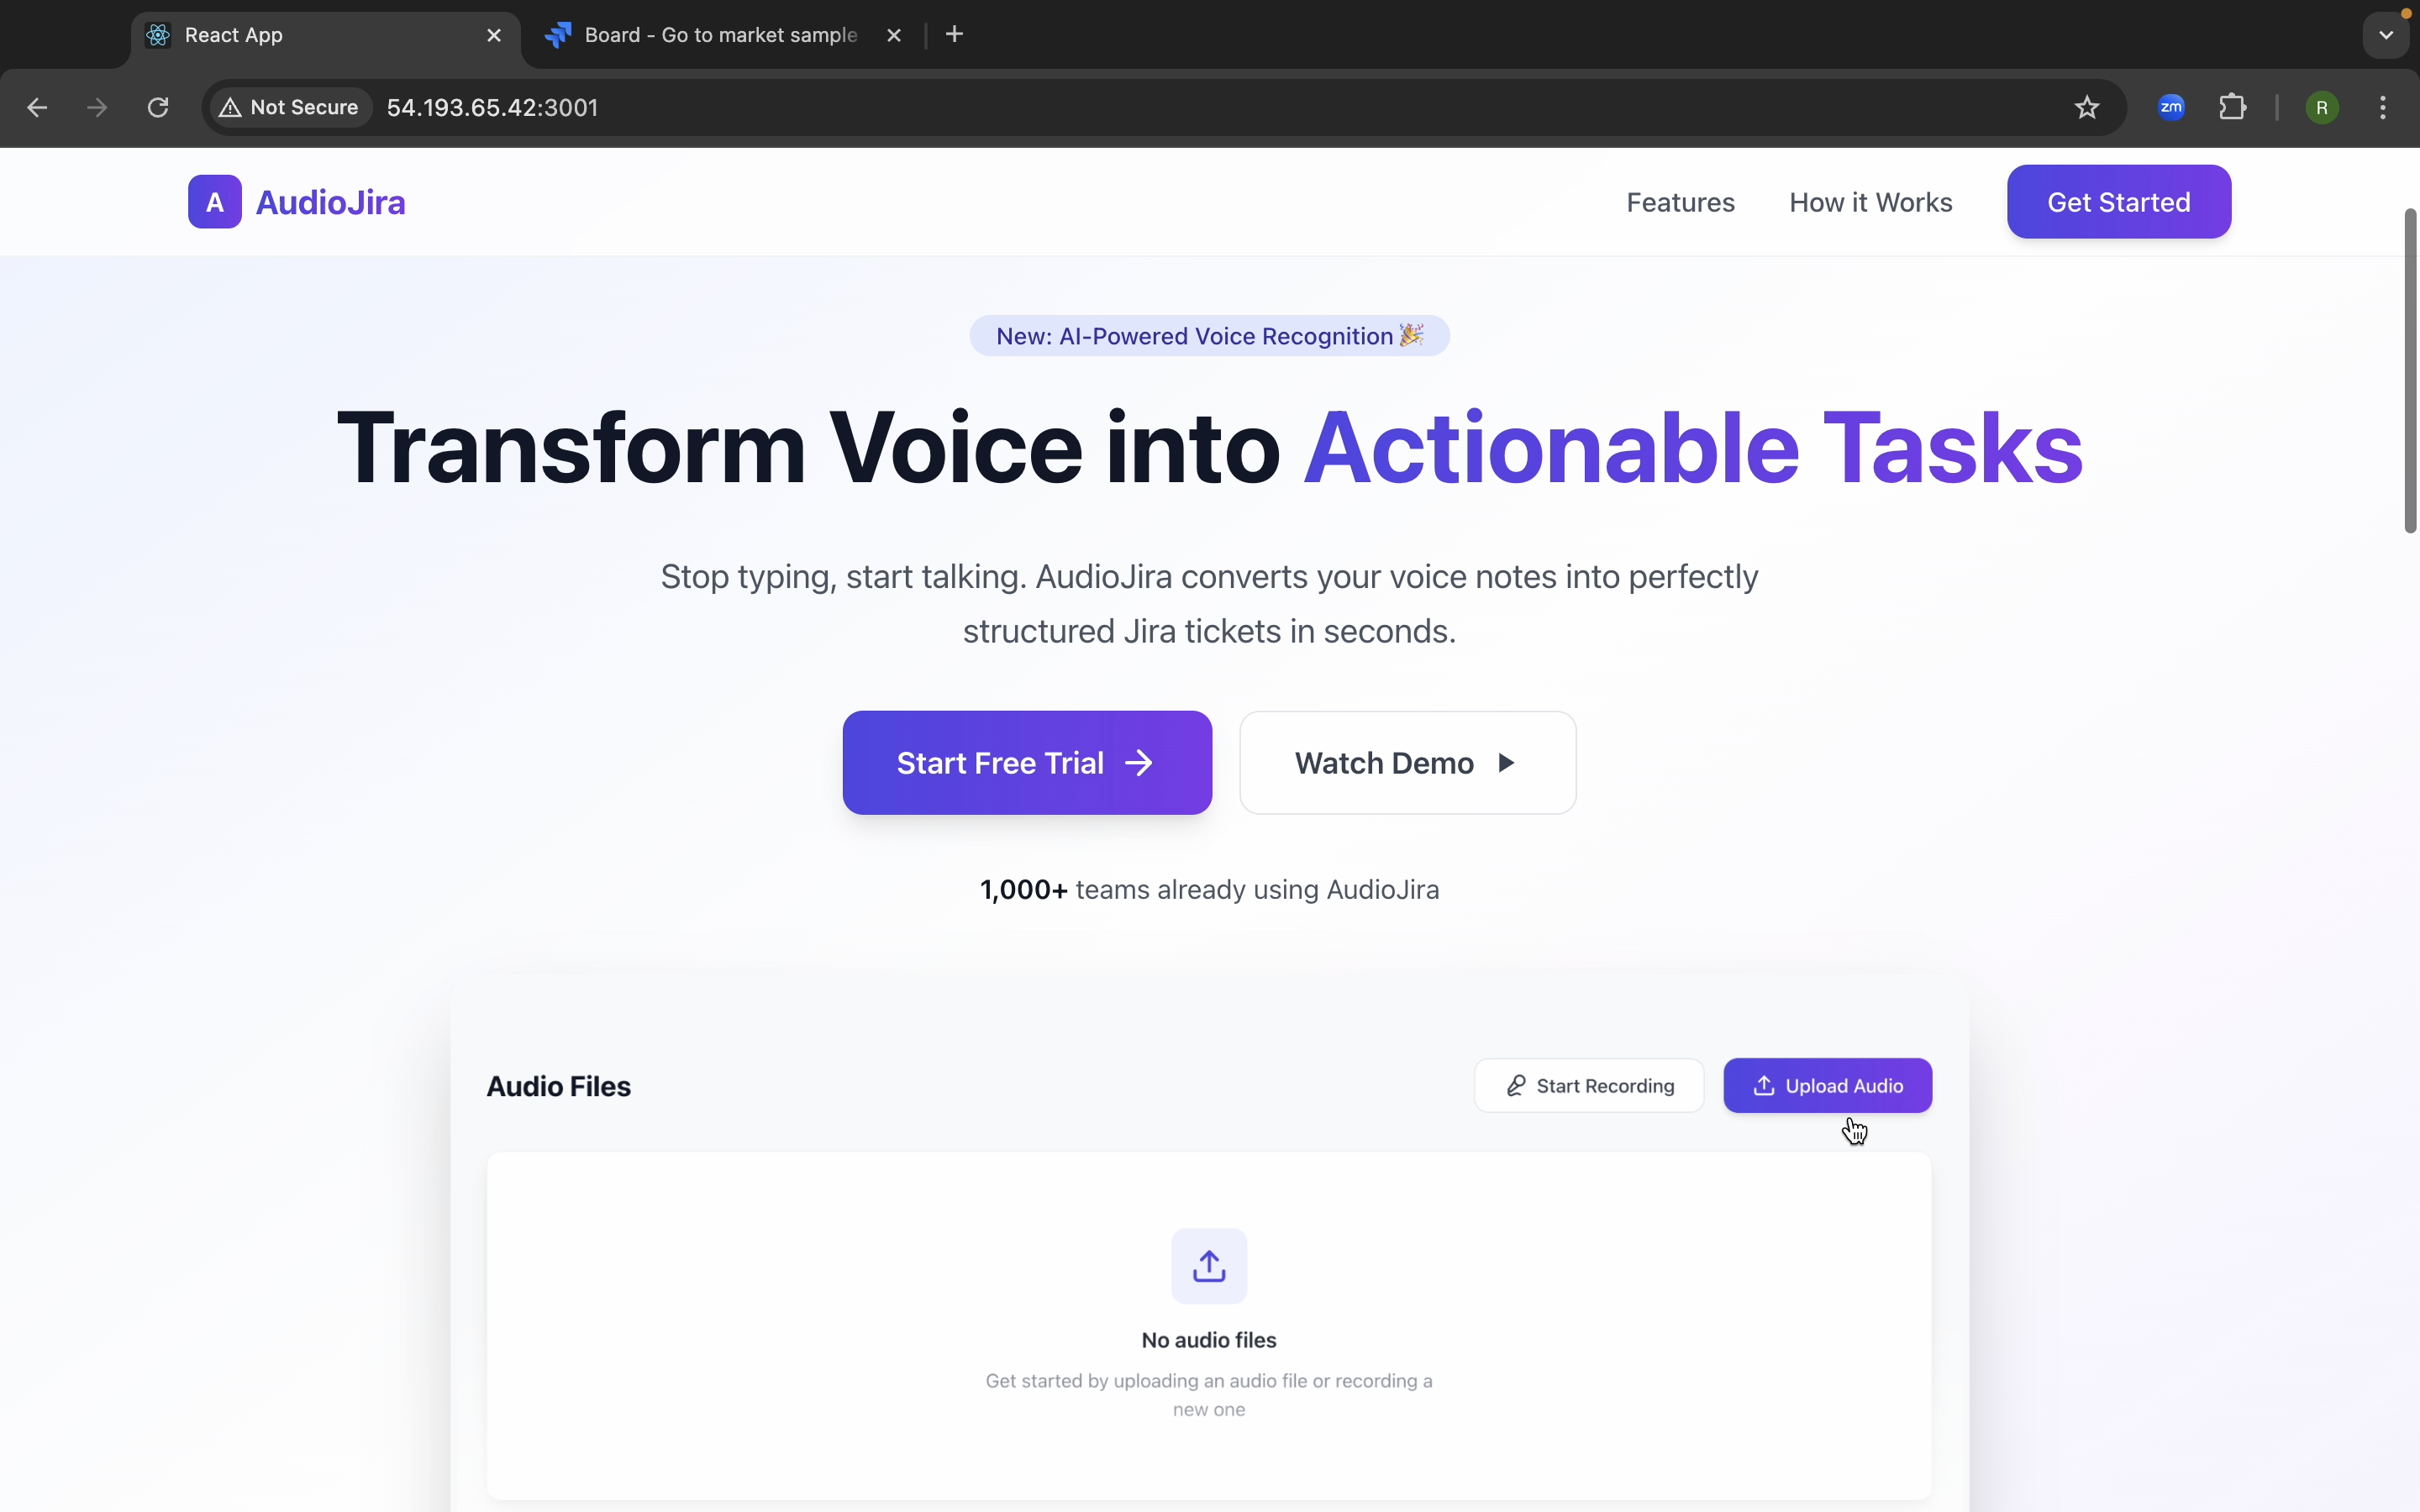 React App
Board - Go to market sample
Not Secure
54.193.65.42:3001
zm
R
A
AudioJira
Features
How it Works
Get Started
New: AI-Powered Voice Recognition 🎉
Transform Voice into Actionable Tasks
Stop typing, start talking. AudioJira converts your voice notes into perfectly
structured Jira tickets in seconds.
Start Free Trial →
Watch Demo ▶
1,000+ teams already using AudioJira
Audio Files
Start Recording
Upload Audio
No audio files
Get started by uploading an audio file or recording a
new one